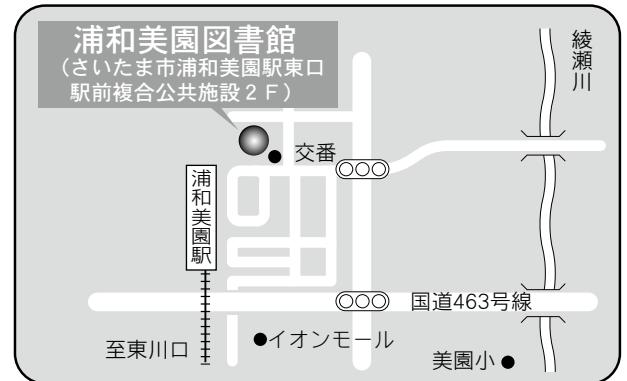 浦和美園図書館
（さいたま市浦和美園駅東口
駅前複合公共施設２Ｆ）
綾瀬川
交番
浦和美園駅
国道463号線
至東川口
イオンモール
美園小